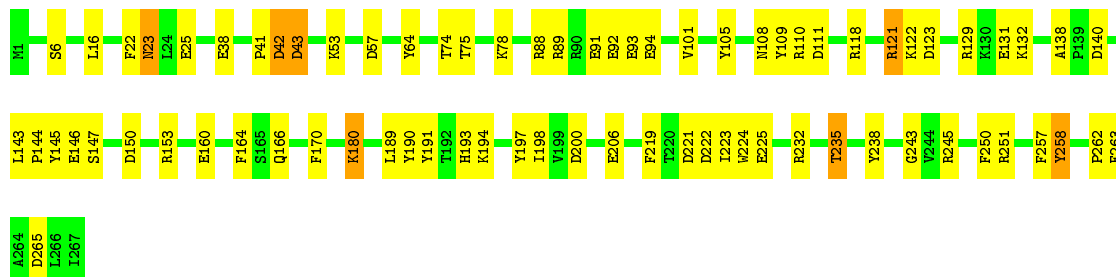 M1 S6 L16 F22 N23 L24 E25 E38 P41 D42 D43 K53 D57 Y64 T74 T75 K78 R88 R89 R90 E91 E92 E93 E94 V101 Y105 N108 Y109 R110 D111 R118 R121 K122 D123 R129 K130 E131 K132 A138 P139 D140
L143 P144 Y145 E146 S147 D150 R153 E160 F164 S165 Q166 F170 K180 L189 Y190 Y191 T192 H193 K194 Y197 I198 V199 D200 E206 F219 T220 D221 D222 I223 W224 E225 R232 T235 Y238 G243 V244 R245 F250 R251 F257 Y258 P262
A264 D265 L266 I267